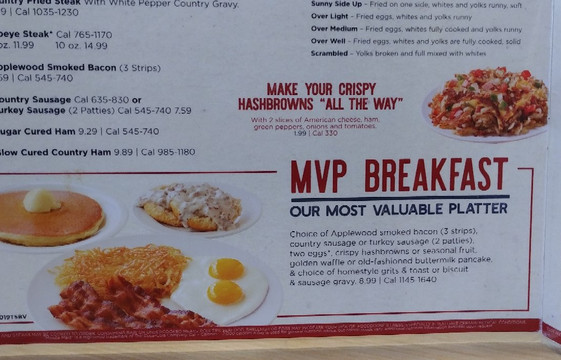 ountry Fried Steak With White Pepper Country Gravy.
9 | Cal 1035-1230
beye Steak* Cal 765-1170
oz. 11.99 10 oz. 14.99
pplewood Smoked Bacon (3 Strips)
59 | Cal 545-740
ountry Sausage Cal 635-830 or
urkey Sausage (2 Patties) Cal 545-740 7.59
ugar Cured Ham 9.29 | Cal 545-740
low Cured Country Ham 9.89 | Cal 985-1180
Sunny Side Up - Fried on one side, whites and yolks runny, soft
Over Light - Fried eggs, whites and yolks runny
Over Medium - Fried eggs, whites fully cooked and yolks runny
Over Well - Fried eggs, whites and yolks are fully cooked, solid
Scrambled - Yolks broken and full mixed with whites
MAKE YOUR CRISPY
HASHBROWNS "ALL THE WAY"
With 2 slices of American cheese, ham,
green peppers, onions and tomatoes.
1.99 | Cal 330
MVP BREAKFAST
OUR MOST VALUABLE PLATTER
Choice of Applewood smoked bacon (3 strips),
country sausage or turkey sausage (2 patties),
two eggs*, crispy hashbrowns or seasonal fruit,
golden waffle or old-fashioned buttermilk pancake,
& choice of homestyle grits & toast or biscuit
& sausage gravy. 8.99 | Cal 1145-1640